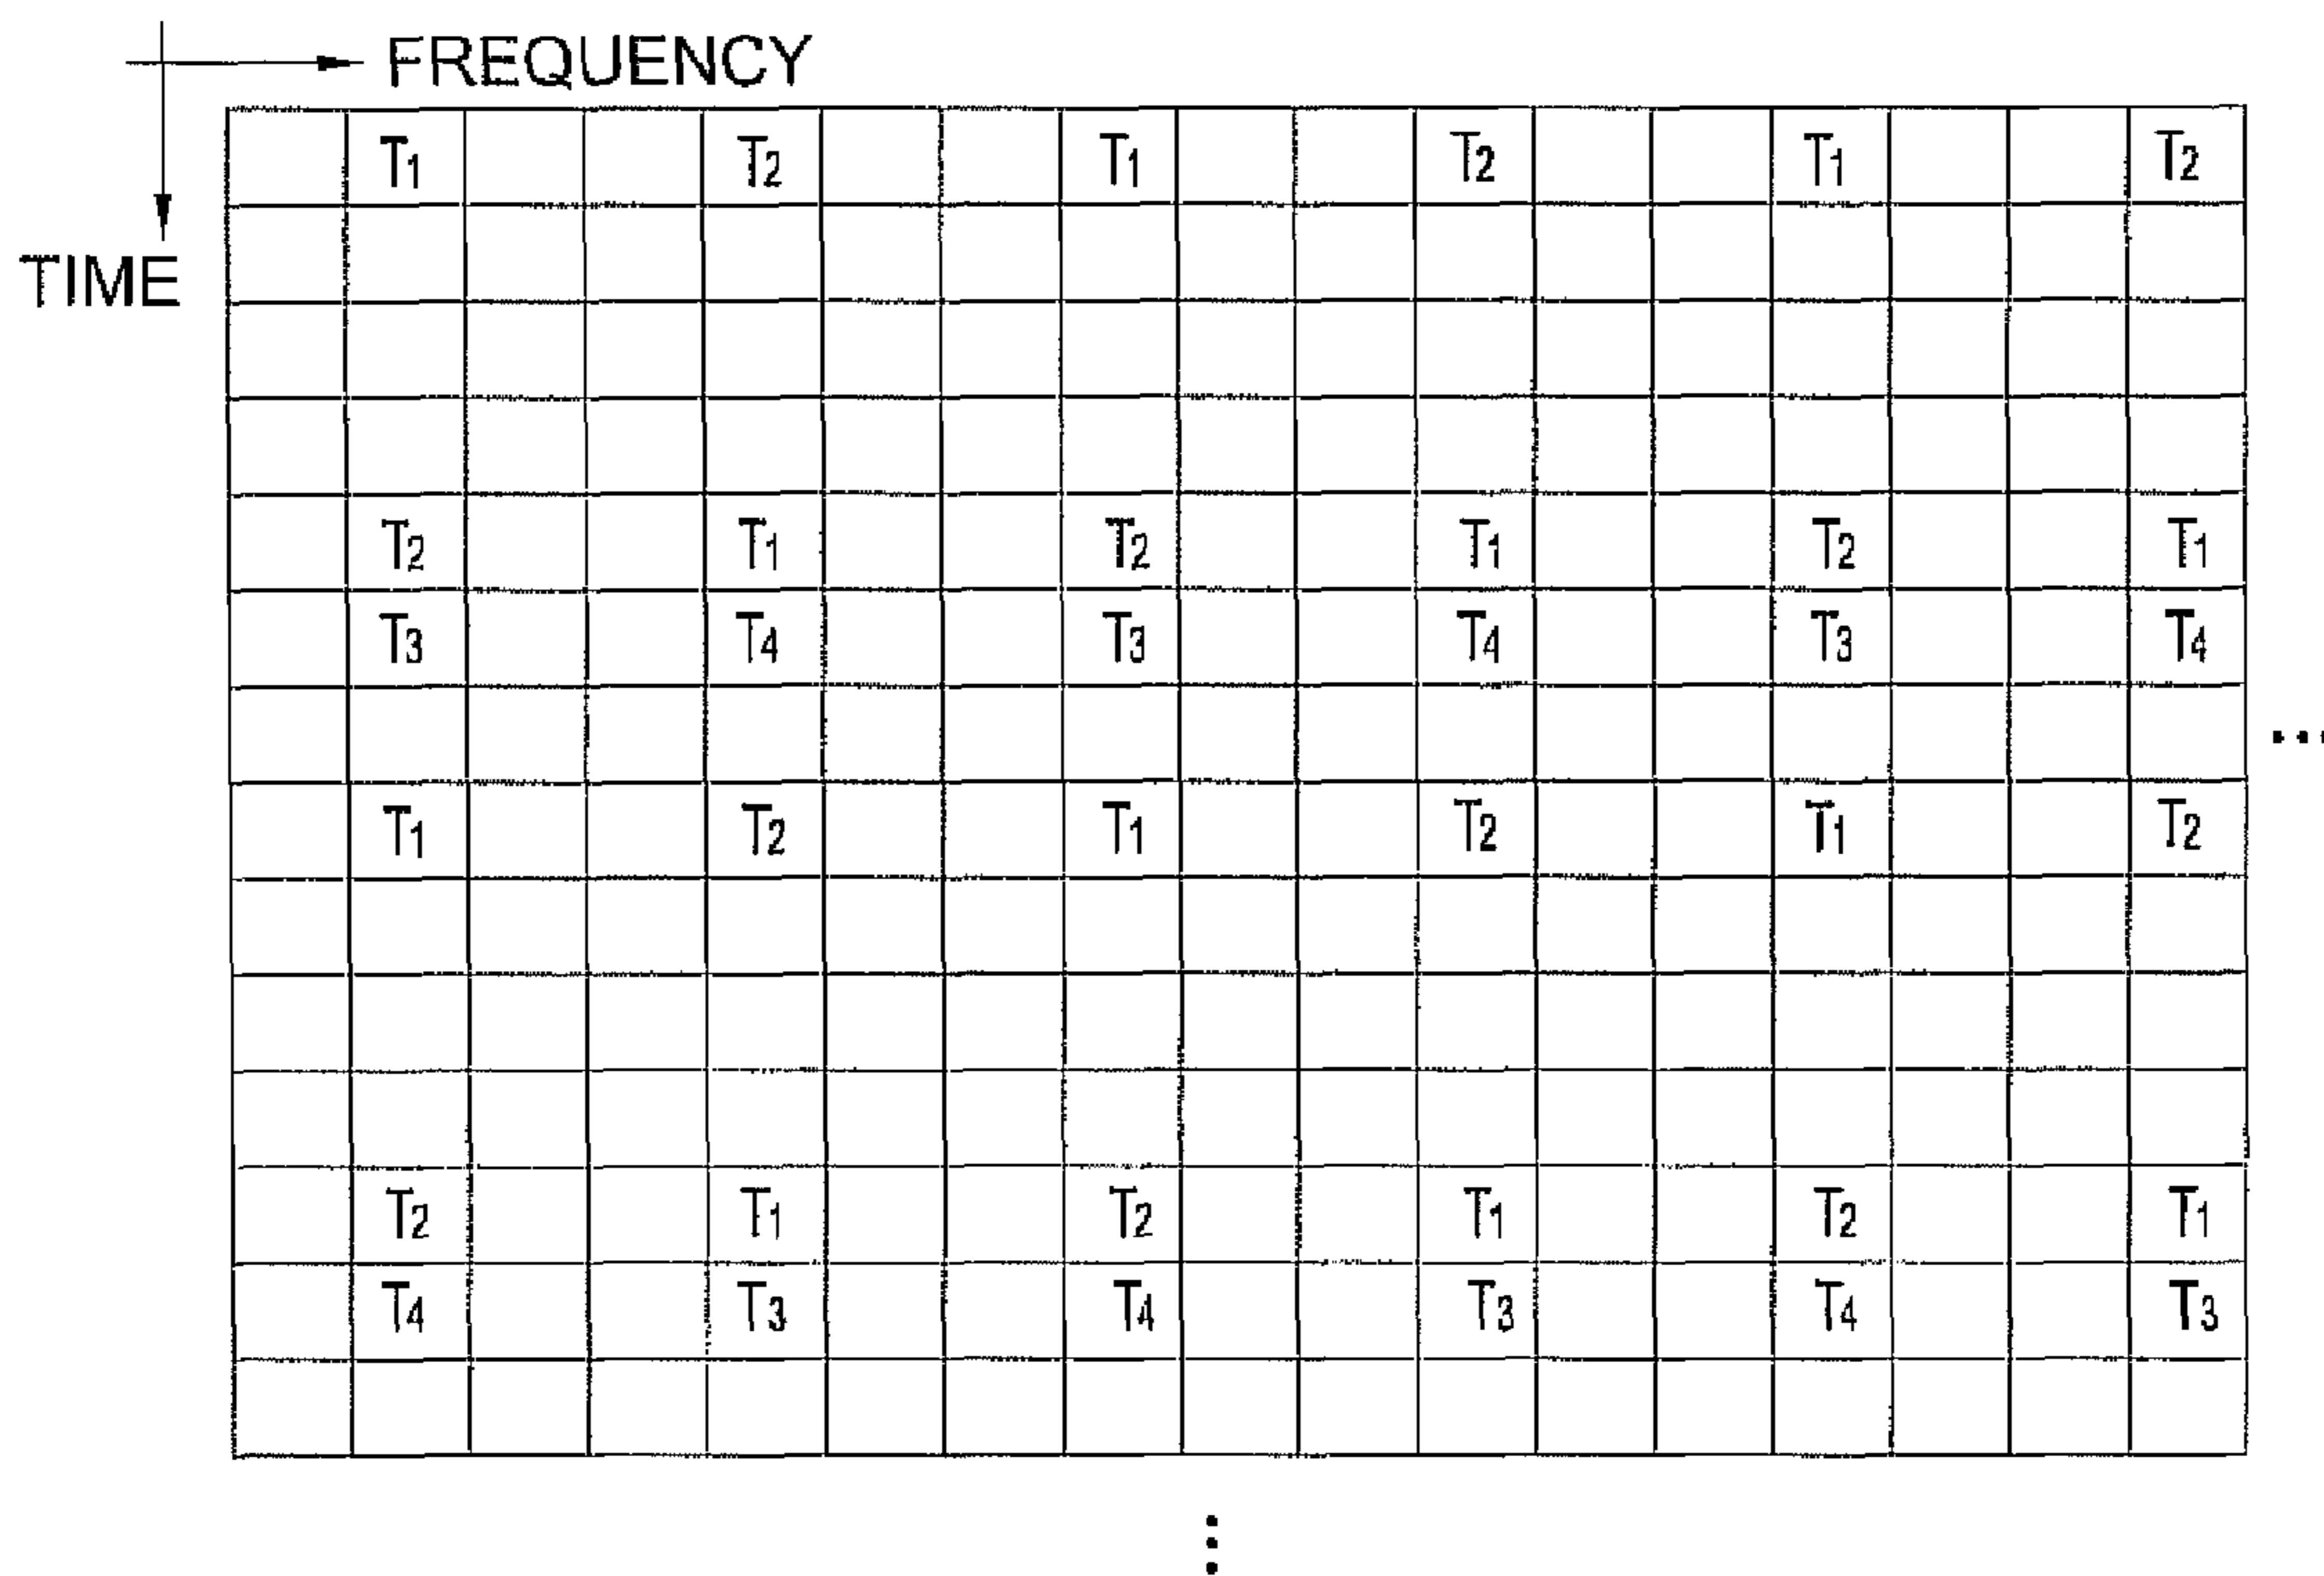 FREQUENCY
TIME
T1 T2 T1 T2 T1 T2
T2 T1 T2 T1 T2 T1
T3 T4 T3 T4 T3 T4
...
T1 T2 T1 T2 T1 T2
T2 T1 T2 T1 T2 T1
T4 T3 T4 T3 T4 T3
...